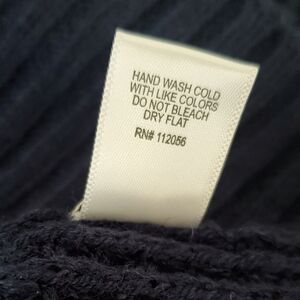 HAND WASH COLD
WITH LIKE COLORS
DO NOT BLEACH
DRY FLAT
RN# 112056